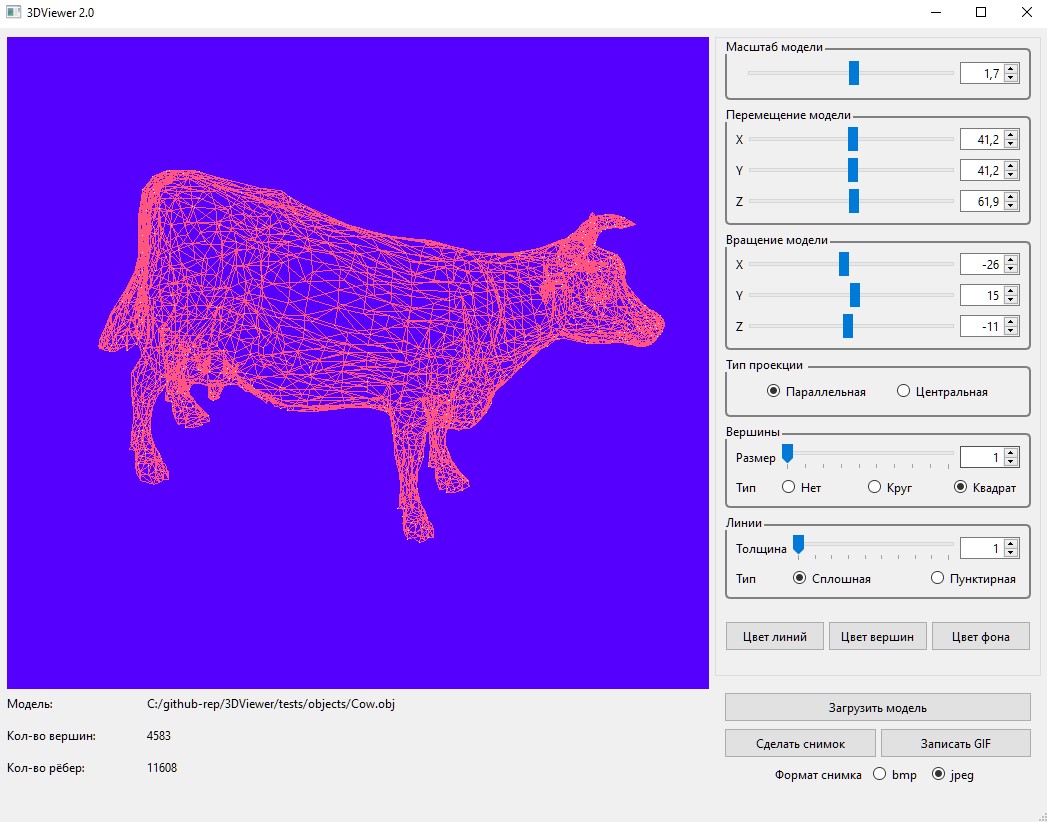 3DViewer 2.0
Масштаб модели
1,7
Перемещение модели
X 41,2
Y 41,2
Z 61,9
Вращение модели
X -26
Y 15
Z -11
Тип проекции
Параллельная Центральная
Вершины
Размер 1
Тип Нет Круг Квадрат
Линии
Толщина 1
Тип Сплошная Пунктирная
Цвет линий Цвет вершин Цвет фона
Модель: C:/github-rep/3DViewer/tests/objects/Cow.obj
Кол-во вершин: 4583
Кол-во рёбер: 11608
Загрузить модель
Сделать снимок Записать GIF
Формат снимка bmp jpeg